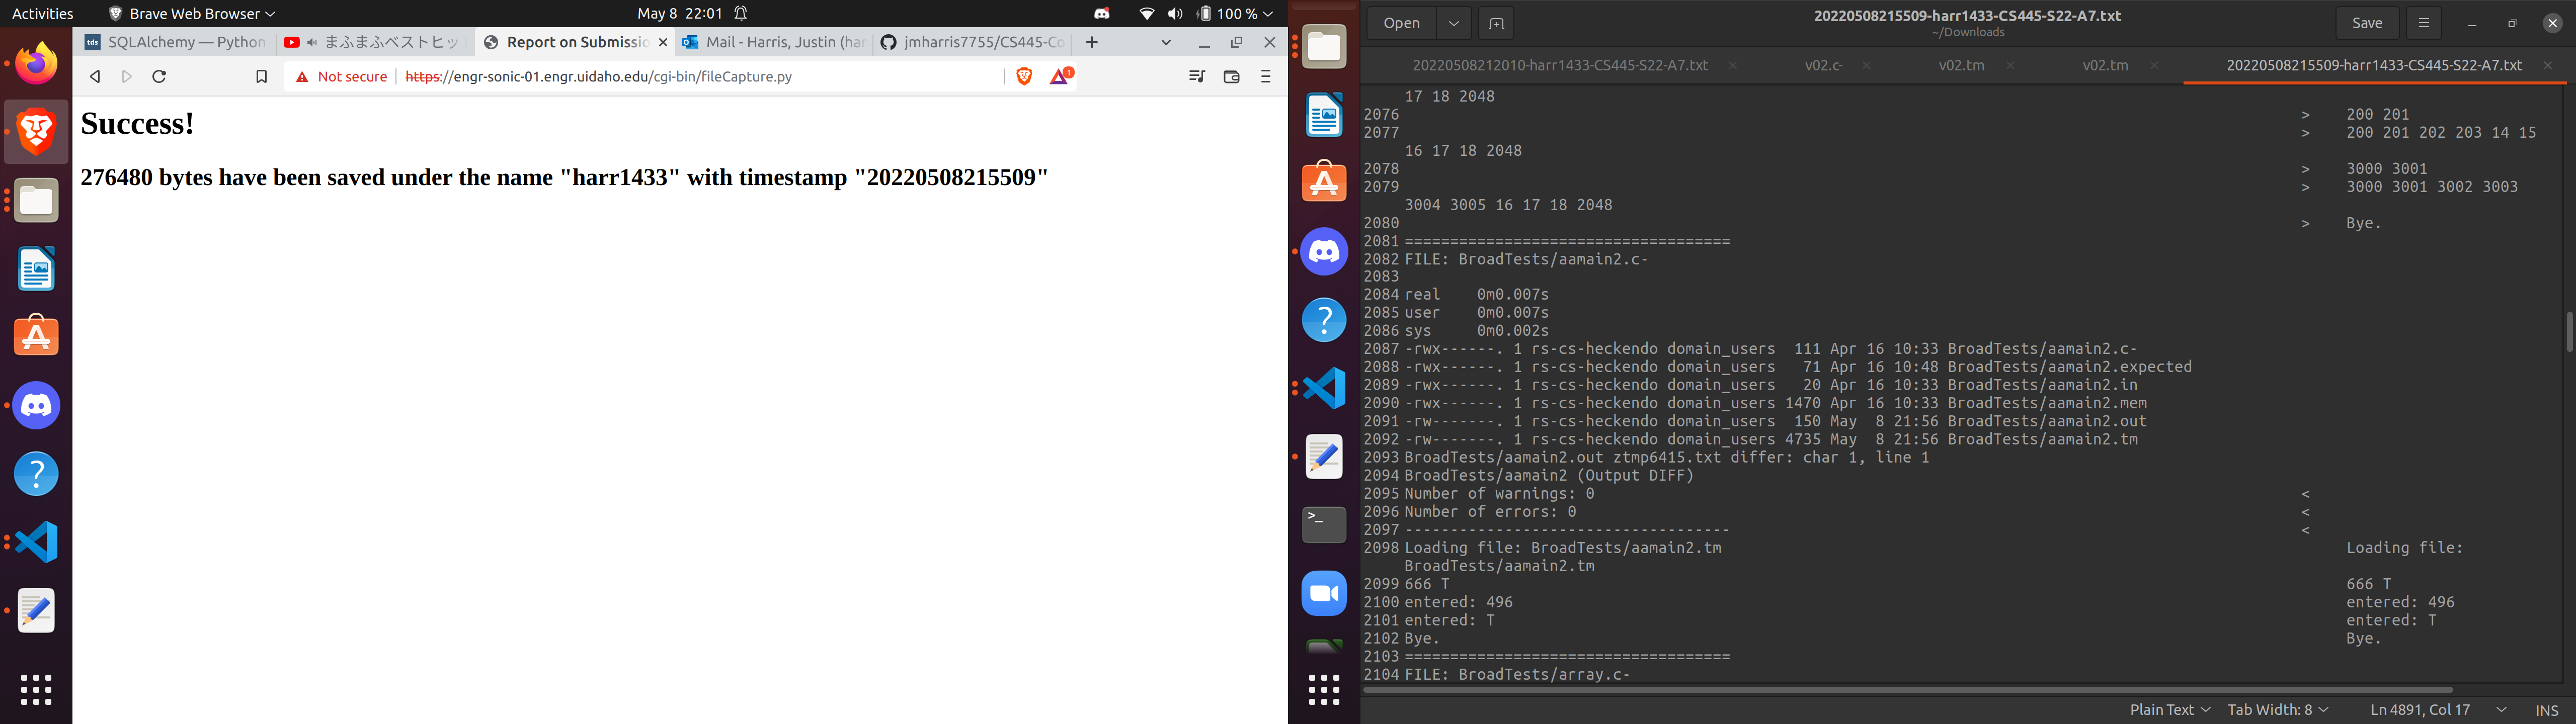 Activities
Brave Web Browser
May 8 22:01
100 %
tds SQLAlchemy — Python
まふまふベストヒッ
Report on Submissio
Mail - Harris, Justin (har
jmharris7755/CS445-Co
Not secure
https://engr-sonic-01.engr.uidaho.edu/cgi-bin/fileCapture.py
1
Success!
276480 bytes have been saved under the name "harr1433" with timestamp "20220508215509"
Open
20220508215509-harr1433-CS445-S22-A7.txt
~/Downloads
Save
20220508212010-harr1433-CS445-S22-A7.txt
v02.c-
v02.tm
v02.tm
20220508215509-harr1433-CS445-S22-A7.txt
17 18 2048
2076 > 200 201
2077 > 200 201 202 203 14 15
16 17 18 2048
2078 > 3000 3001
2079 > 3000 3001 3002 3003
3004 3005 16 17 18 2048
2080 > Bye.
2081 ====================================
2082 FILE: BroadTests/aamain2.c-
2083
2084 real 0m0.007s
2085 user 0m0.007s
2086 sys 0m0.002s
2087 -rwx------. 1 rs-cs-heckendo domain_users 111 Apr 16 10:33 BroadTests/aamain2.c-
2088 -rwx------. 1 rs-cs-heckendo domain_users 71 Apr 16 10:48 BroadTests/aamain2.expected
2089 -rwx------. 1 rs-cs-heckendo domain_users 20 Apr 16 10:33 BroadTests/aamain2.in
2090 -rwx------. 1 rs-cs-heckendo domain_users 1470 Apr 16 10:33 BroadTests/aamain2.mem
2091 -rw-------. 1 rs-cs-heckendo domain_users 150 May 8 21:56 BroadTests/aamain2.out
2092 -rw-------. 1 rs-cs-heckendo domain_users 4735 May 8 21:56 BroadTests/aamain2.tm
2093 BroadTests/aamain2.out ztmp6415.txt differ: char 1, line 1
2094 BroadTests/aamain2 (Output DIFF)
2095 Number of warnings: 0 <
2096 Number of errors: 0 <
2097 ------------------------------------ <
2098 Loading file: BroadTests/aamain2.tm Loading file:
BroadTests/aamain2.tm
2099 666 T 666 T
2100 entered: 496 entered: 496
2101 entered: T entered: T
2102 Bye. Bye.
2103 ====================================
2104 FILE: BroadTests/array.c-
Plain Text
Tab Width: 8
Ln 4891, Col 17
INS